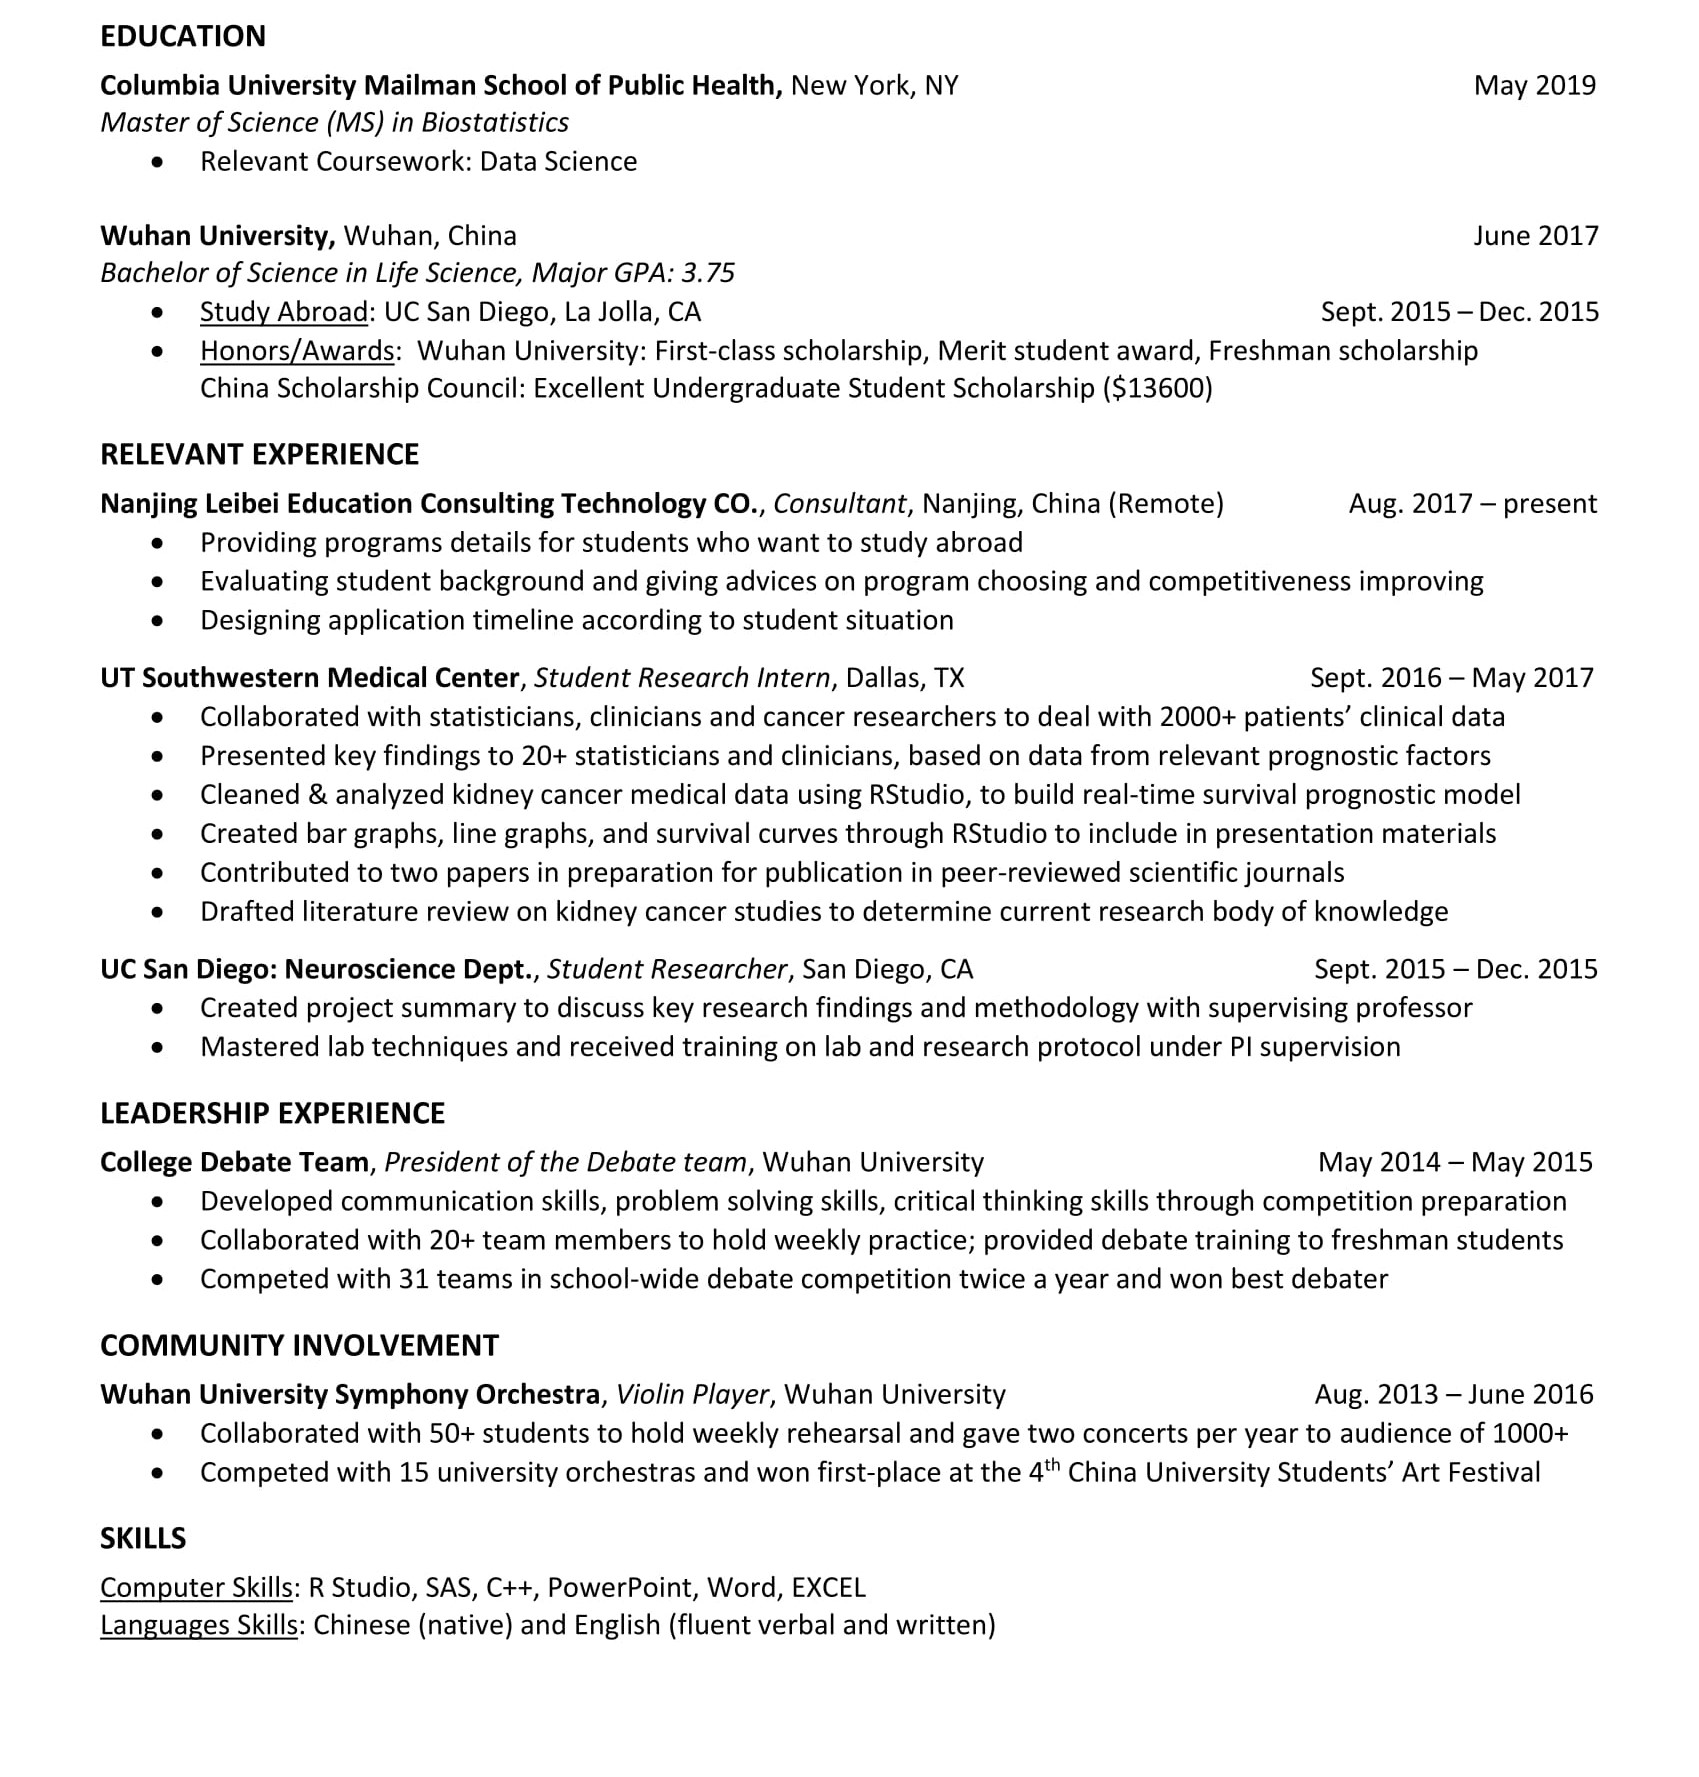 EDUCATION
Columbia University Mailman School of Public Health, New York, NY May 2019
Master of Science (MS) in Biostatistics
• Relevant Coursework: Data Science
Wuhan University, Wuhan, China June 2017
Bachelor of Science in Life Science, Major GPA: 3.75
• Study Abroad: UC San Diego, La Jolla, CA Sept. 2015 – Dec. 2015
• Honors/Awards: Wuhan University: First-class scholarship, Merit student award, Freshman scholarship
China Scholarship Council: Excellent Undergraduate Student Scholarship ($13600)
RELEVANT EXPERIENCE
Nanjing Leibei Education Consulting Technology CO., Consultant, Nanjing, China (Remote) Aug. 2017 – present
• Providing programs details for students who want to study abroad
• Evaluating student background and giving advices on program choosing and competitiveness improving
• Designing application timeline according to student situation
UT Southwestern Medical Center, Student Research Intern, Dallas, TX Sept. 2016 – May 2017
• Collaborated with statisticians, clinicians and cancer researchers to deal with 2000+ patients’ clinical data
• Presented key findings to 20+ statisticians and clinicians, based on data from relevant prognostic factors
• Cleaned & analyzed kidney cancer medical data using RStudio, to build real-time survival prognostic model
• Created bar graphs, line graphs, and survival curves through RStudio to include in presentation materials
• Contributed to two papers in preparation for publication in peer-reviewed scientific journals
• Drafted literature review on kidney cancer studies to determine current research body of knowledge
UC San Diego: Neuroscience Dept., Student Researcher, San Diego, CA Sept. 2015 – Dec. 2015
• Created project summary to discuss key research findings and methodology with supervising professor
• Mastered lab techniques and received training on lab and research protocol under PI supervision
LEADERSHIP EXPERIENCE
College Debate Team, President of the Debate team, Wuhan University May 2014 – May 2015
• Developed communication skills, problem solving skills, critical thinking skills through competition preparation
• Collaborated with 20+ team members to hold weekly practice; provided debate training to freshman students
• Competed with 31 teams in school-wide debate competition twice a year and won best debater
COMMUNITY INVOLVEMENT
Wuhan University Symphony Orchestra, Violin Player, Wuhan University Aug. 2013 – June 2016
• Collaborated with 50+ students to hold weekly rehearsal and gave two concerts per year to audience of 1000+
• Competed with 15 university orchestras and won first-place at the 4th China University Students’ Art Festival
SKILLS
Computer Skills: R Studio, SAS, C++, PowerPoint, Word, EXCEL
Languages Skills: Chinese (native) and English (fluent verbal and written)